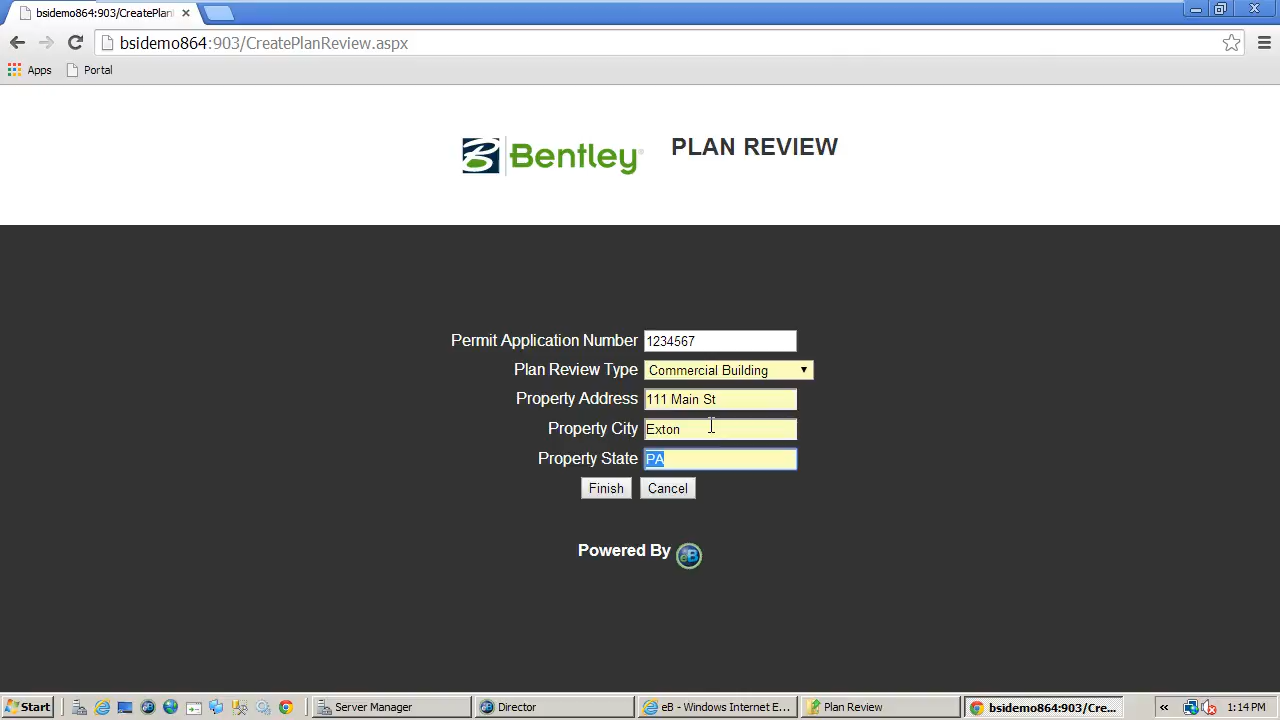 bsidemo864:903/CreatePlan
bsidemo864:903/CreatePlanReview.aspx
Apps Portal
Bentley® PLAN REVIEW
Permit Application Number 1234567
Plan Review Type Commercial Building
Property Address 111 Main St
Property City Exton
Property State PA
Finish Cancel
Powered By eB
Start Server Manager Director eB - Windows Internet E... Plan Review bsidemo864:903/Cre... « 1:14 PM